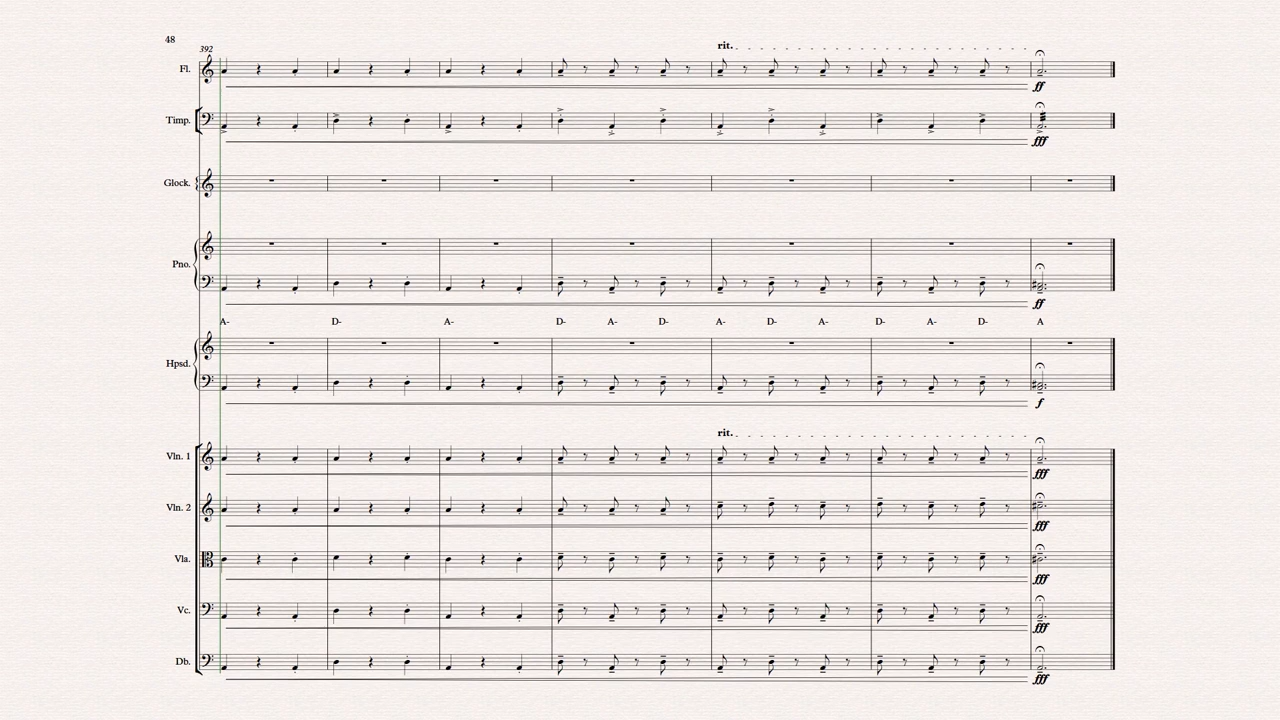 48
392
rit.
Fl.
ff
Timp.
fff
Glock.
Pno.
ff
A- D- A- D- A- D- A- D- A- D- A- D- A
Hpsd.
f
rit.
Vln. 1
fff
Vln. 2
fff
Vla.
fff
Vc.
fff
Db.
fff